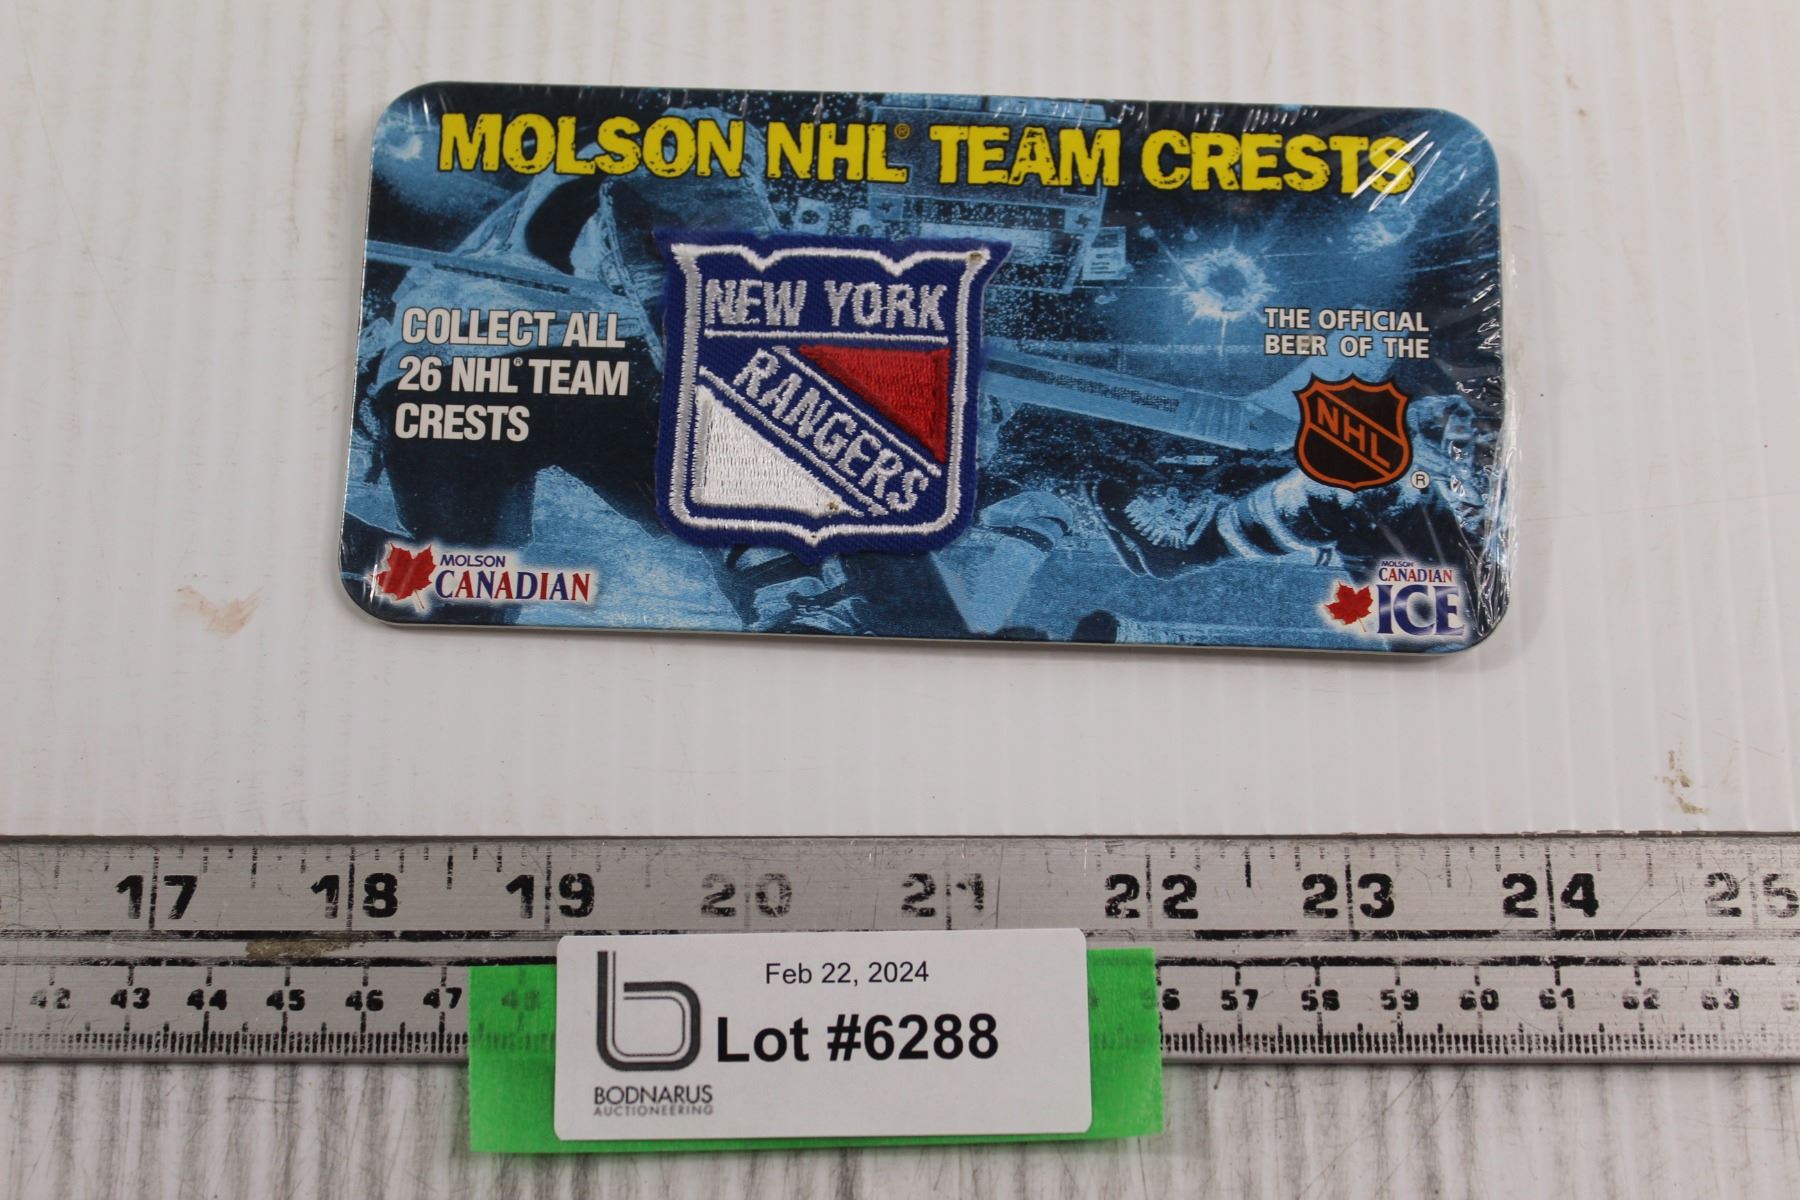 MOLSON NHL® TEAM CRESTS
COLLECT ALL
26 NHL® TEAM
CRESTS
NEW YORK
RANGERS
THE OFFICIAL
BEER OF THE
NHL
®
MOLSON
CANADIAN
MOLSON
CANADIAN
ICE
17 18 19 20 21 22 23 24 25
42 43 44 45 46 47 48 56 57 58 59 60 61 62 63
Feb 22, 2024
Lot #6288
BODNARUS
AUCTIONEERING